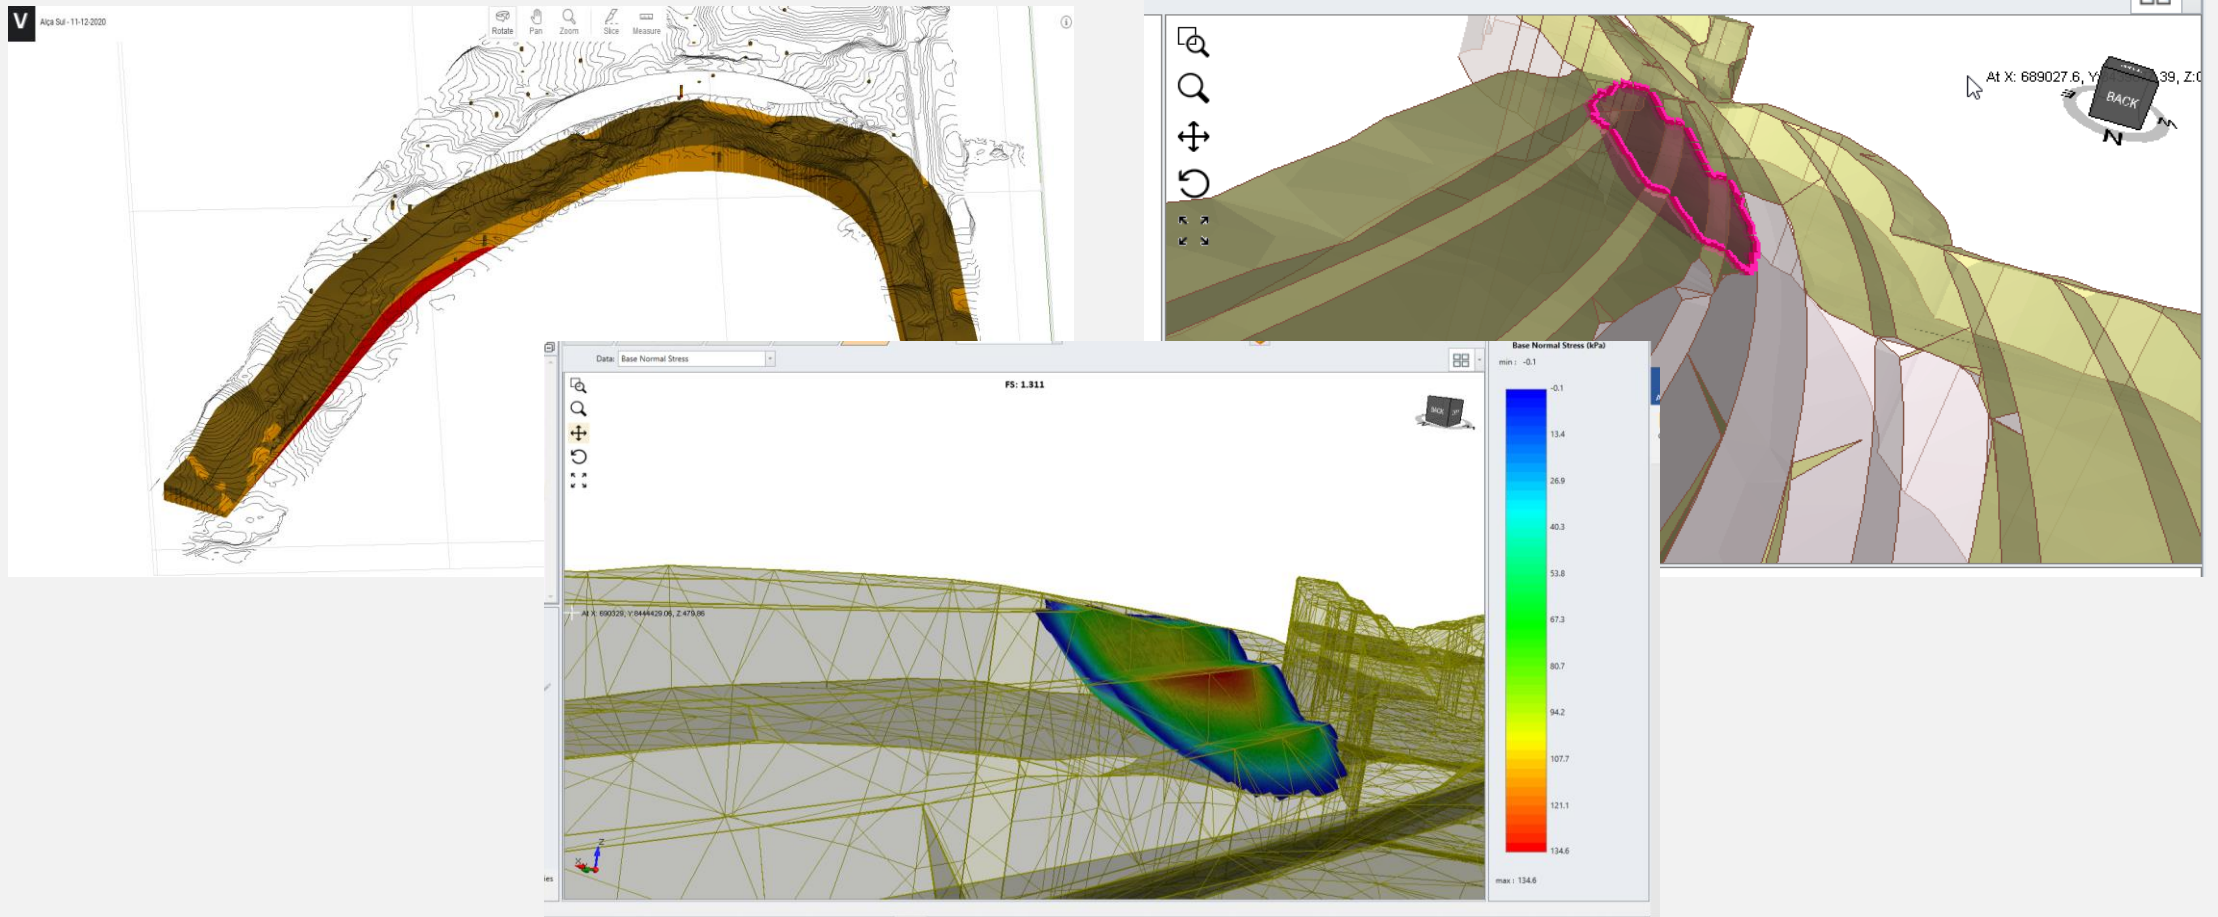 V
Alça Sul - 11-12-2020
Rotate Pan Zoom Slice Measure
At X: 689027.6, Y
39, Z:0
BACK
N
Data: Base Normal Stress
FS: 1.311
BACK
At X: 690329, Y:8444429.06, Z:479.86
Z
X
ies
Base Normal Stress (kPa)
min : -0.1
-0.1
13.4
26.9
40.3
53.8
67.3
80.7
94.2
107.7
121.1
134.6
max : 134.6